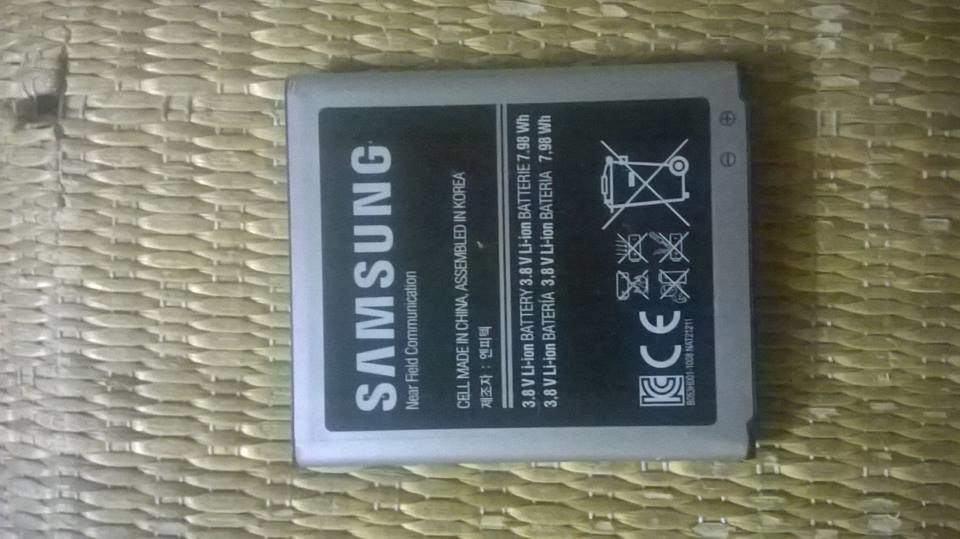 SAMSUNG
Near Field Communication
CELL MADE IN CHINA, ASSEMBLED IN KOREA
제조자 : 엔피텍
3.8 V Li-ion BATTERY 3.8 V Li-ion BATTERIE 7.98 Wh
3,8 V Li-ion BATERÍA 3,8 V Li-ion BATERIA 7,98 Wh
CE
NAT21211